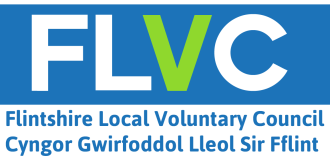 FLVC
Flintshire Local Voluntary Council
Cyngor Gwirfoddol Lleol Sir Fflint